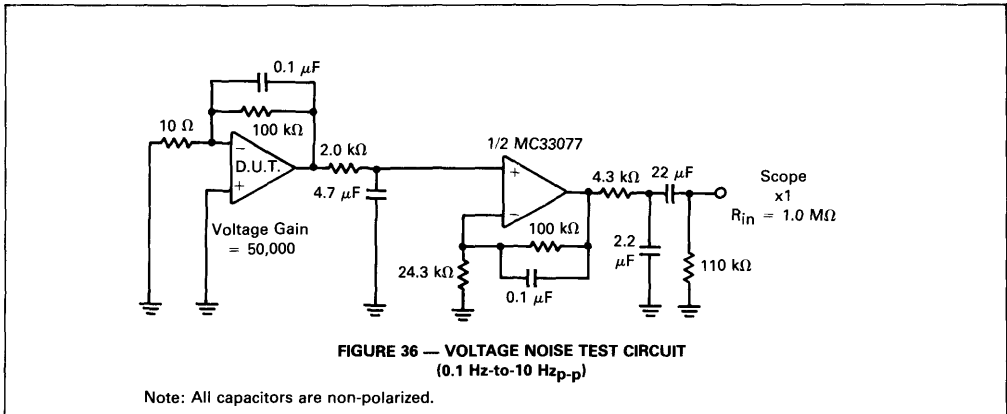 0.1 μF
100 kΩ
10 Ω
D.U.T.
−
+
2.0 kΩ
4.7 μF
Voltage Gain
= 50,000
1/2 MC33077
+
−
100 kΩ
24.3 kΩ
0.1 μF
4.3 kΩ
22 μF
2.2
μF
110 kΩ
Scope
x1
Rin = 1.0 MΩ
FIGURE 36 — VOLTAGE NOISE TEST CIRCUIT
(0.1 Hz-to-10 Hzp-p)
Note: All capacitors are non-polarized.